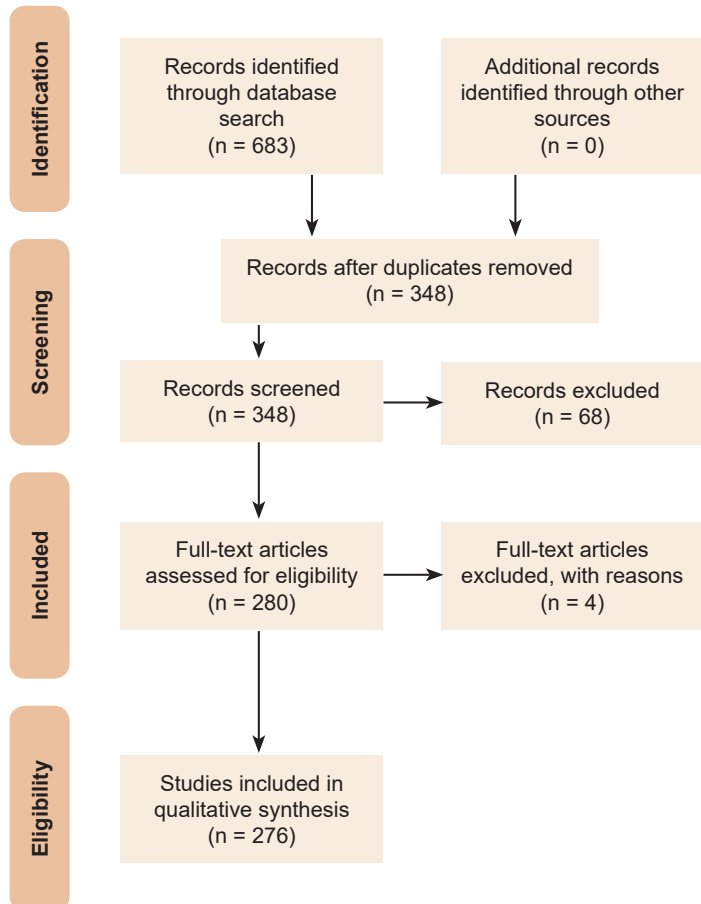 Identification
Records identified
through database
search
(n = 683)
Additional records
identified through other
sources
(n = 0)
Screening
Records after duplicates removed
(n = 348)
Records screened
(n = 348)
Records excluded
(n = 68)
Included
Full-text articles
assessed for eligibility
(n = 280)
Full-text articles
excluded, with reasons
(n = 4)
Eligibility
Studies included in
qualitative synthesis
(n = 276)